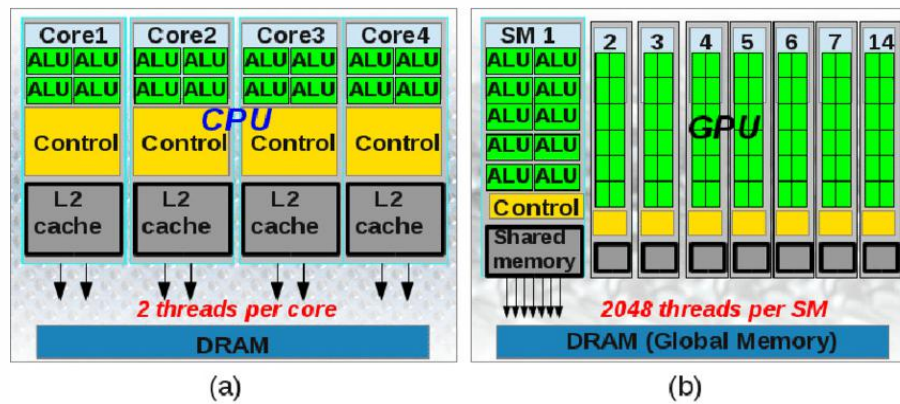 Core1 Core2 Core3 Core4
ALU ALU ALU ALU ALU ALU ALU ALU
ALU ALU ALU ALU ALU ALU ALU ALU
CPU
Control Control Control Control
L2 L2 L2 L2
cache cache cache cache
2 threads per core
DRAM
(a)
SM 1 2 3 4 5 6 7 14
ALU ALU
ALU ALU
ALU ALU
GPU
ALU ALU
ALU ALU
Control
Shared
memory
2048 threads per SM
DRAM (Global Memory)
(b)